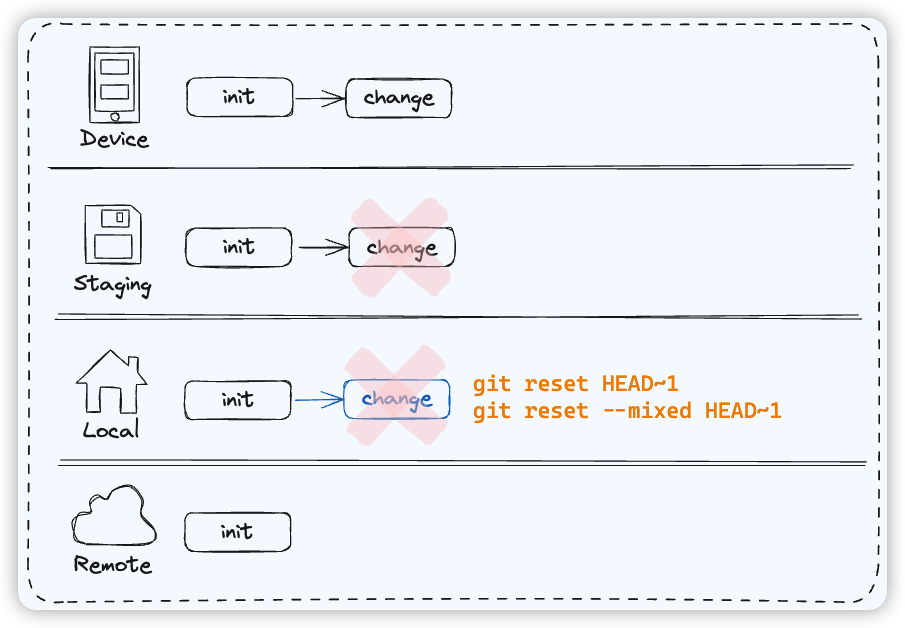 init
change
Device
init
change
Staging
git reset HEAD~1
init
change
git reset --mixed HEAD~1
Local
init
Remote